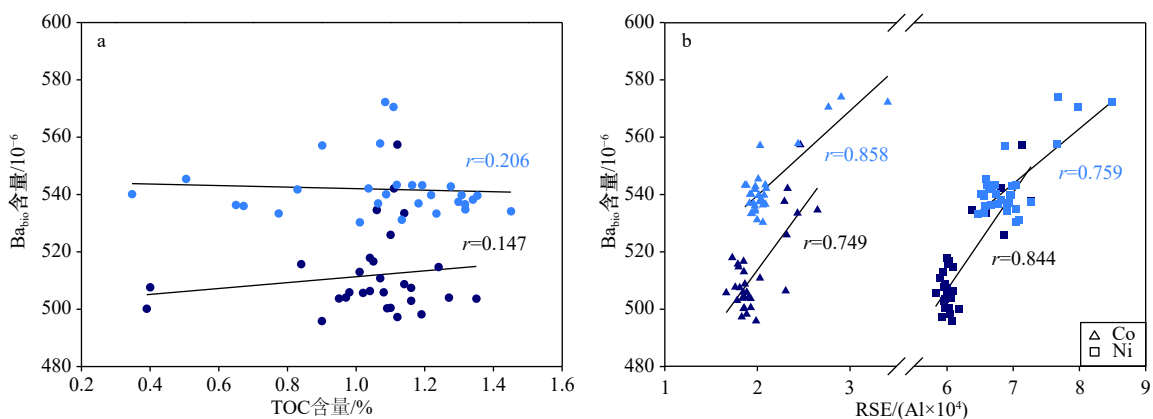 a
600
580
560
540
520
500
480
Ba_bio含量/10⁻⁶
r=0.206
r=0.147
0.2 0.4 0.6 0.8 1.0 1.2 1.4 1.6
TOC含量/%
b
600
580
560
540
520
500
480
Ba_bio含量/10⁻⁶
r=0.858
r=0.759
r=0.749
r=0.844
Co
Ni
1 2 3 6 7 8 9
RSE/(Al×10⁴)